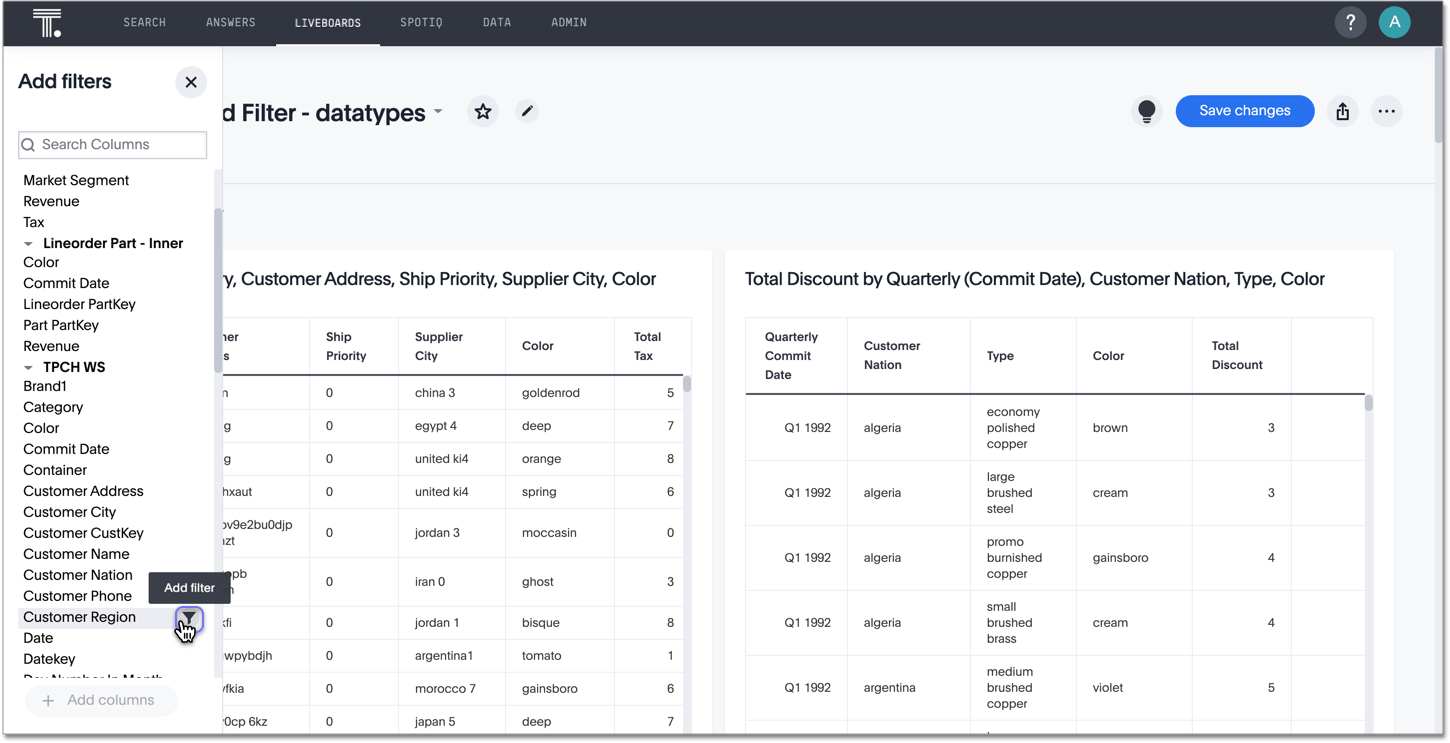 T.
SEARCH
ANSWERS
LIVEBOARDS
SPOTIQ
DATA
ADMIN
?
A
Add filters
d Filter - datatypes
Save changes
Search Columns
Market Segment
Revenue
Tax
Lineorder Part - Inner
Color
Commit Date
Lineorder PartKey
Part PartKey
Revenue
TPCH WS
Brand1
Category
Color
Commit Date
Container
Customer Address
Customer City
Customer CustKey
Customer Name
Customer Nation
Customer Phone
Customer Region
Date
Datekey
Day Number In Month
Add filter
+ Add columns
y, Customer Address, Ship Priority, Supplier City, Color
ner
s
Ship
Priority
Supplier
City
Color
Total
Tax
n 0 china 3 goldenrod 5
g 0 egypt 4 deep 7
g 0 united ki4 orange 8
hxaut 0 united ki4 spring 6
ov9e2bu0djp
nzt
0 jordan 3 moccasin 0
opb
n
0 iran 0 ghost 3
kfi 0 jordan 1 bisque 8
wpybdjh 0 argentina1 tomato 1
vfkia 0 morocco 7 gainsboro 6
0cp 6kz 0 japan 5 deep 7
Total Discount by Quarterly (Commit Date), Customer Nation, Type, Color
Quarterly
Commit
Date
Customer
Nation
Type
Color
Total
Discount
Q1 1992 algeria
economy
polished
copper
brown 3
Q1 1992 algeria
large
brushed
steel
cream 3
Q1 1992 algeria
promo
burnished
copper
gainsboro 4
Q1 1992 algeria
small
brushed
brass
cream 4
Q1 1992 argentina
medium
brushed
copper
violet 5